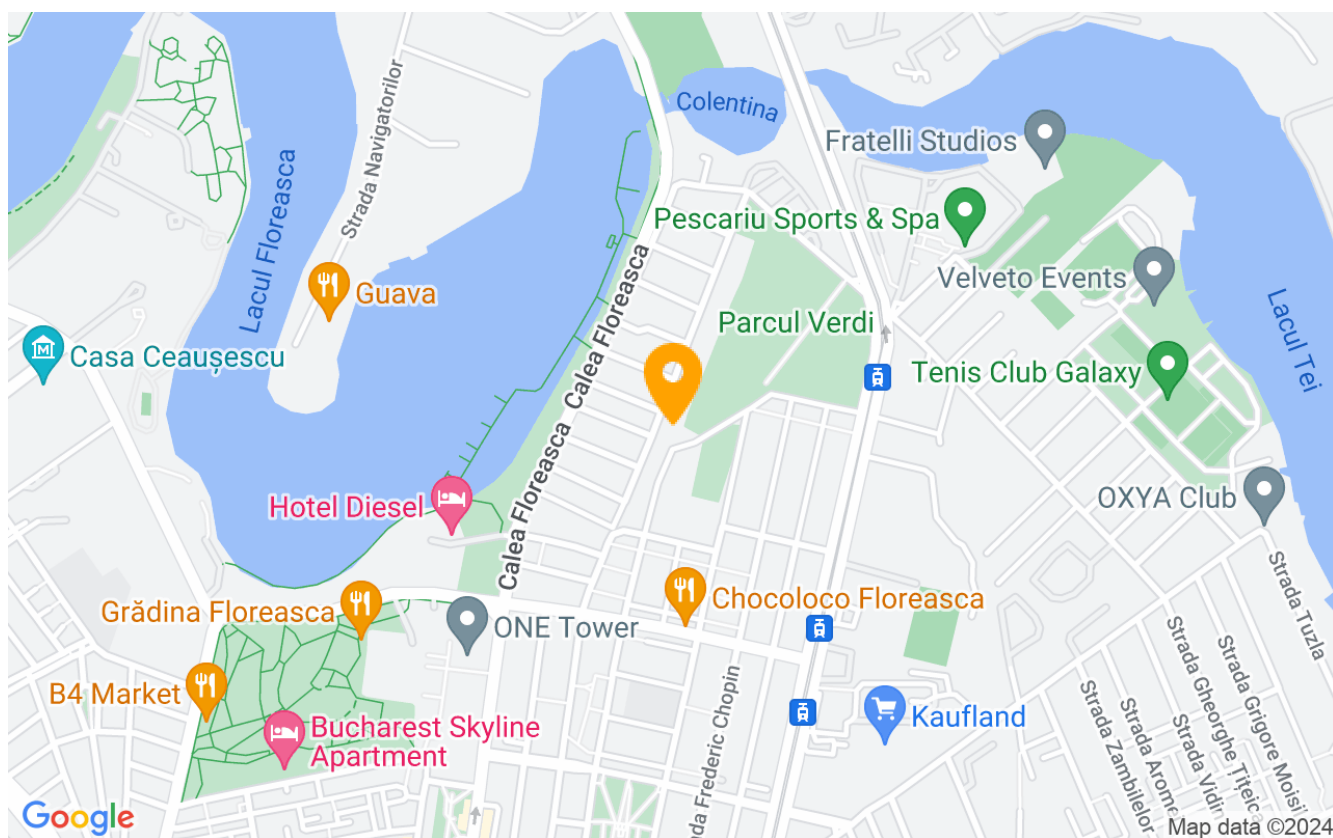 Colentina
Fratelli Studios
Lacul Floreasca
Strada Navigatorilor
Pescariu Sports & Spa
Calea Floreasca
Velveto Events
Guava
Parcul Verdi
Lacul Tei
Casa Ceaușescu
Tenis Club Galaxy
Calea Floreasca
Hotel Diesel
OXYA Club
Grădina Floreasca
Chocoloco Floreasca
ONE Tower
Strada Tuzla
B4 Market
Kaufland
Bucharest Skyline
Apartment
da Frederic Chopin
Strada Zambilelor
Strada Arome
Strada Vidi
Strada Gheorghe Țițeica
Strada Grigore Moisil
Google
Map data ©2024